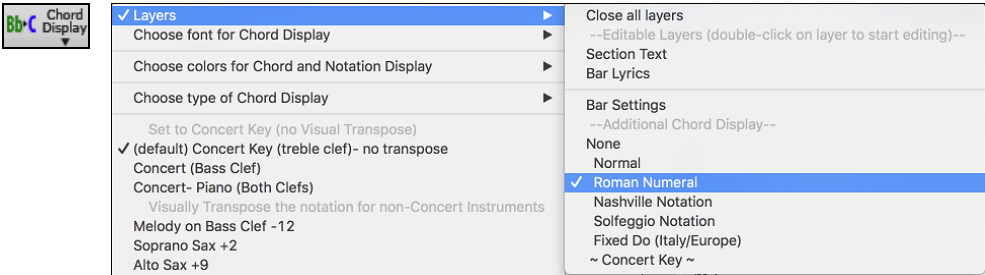 Bb▸C Chord
Display
✓ Layers
Choose font for Chord Display
Choose colors for Chord and Notation Display
Choose type of Chord Display
Set to Concert Key (no Visual Transpose)
✓ (default) Concert Key (treble clef)- no transpose
Concert (Bass Clef)
Concert- Piano (Both Clefs)
Visually Transpose the notation for non-Concert Instruments
Melody on Bass Clef -12
Soprano Sax +2
Alto Sax +9
Close all layers
--Editable Layers (double-click on layer to start editing)--
Section Text
Bar Lyrics
Bar Settings
--Additional Chord Display--
None
Normal
✓ Roman Numeral
Nashville Notation
Solfeggio Notation
Fixed Do (Italy/Europe)
~ Concert Key ~